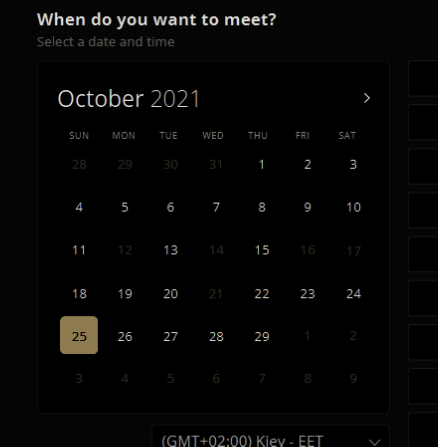 When do you want to meet?
Select a date and time
October 2021
SUN MON TUE WED THU FRI SAT
28 29 30 31 1 2 3
4 5 6 7 8 9 10
11 12 13 14 15 16 17
18 19 20 21 22 23 24
25 26 27 28 29 1 2
3 4 5 6 7 8 9
(GMT+02:00) Kiev - EET